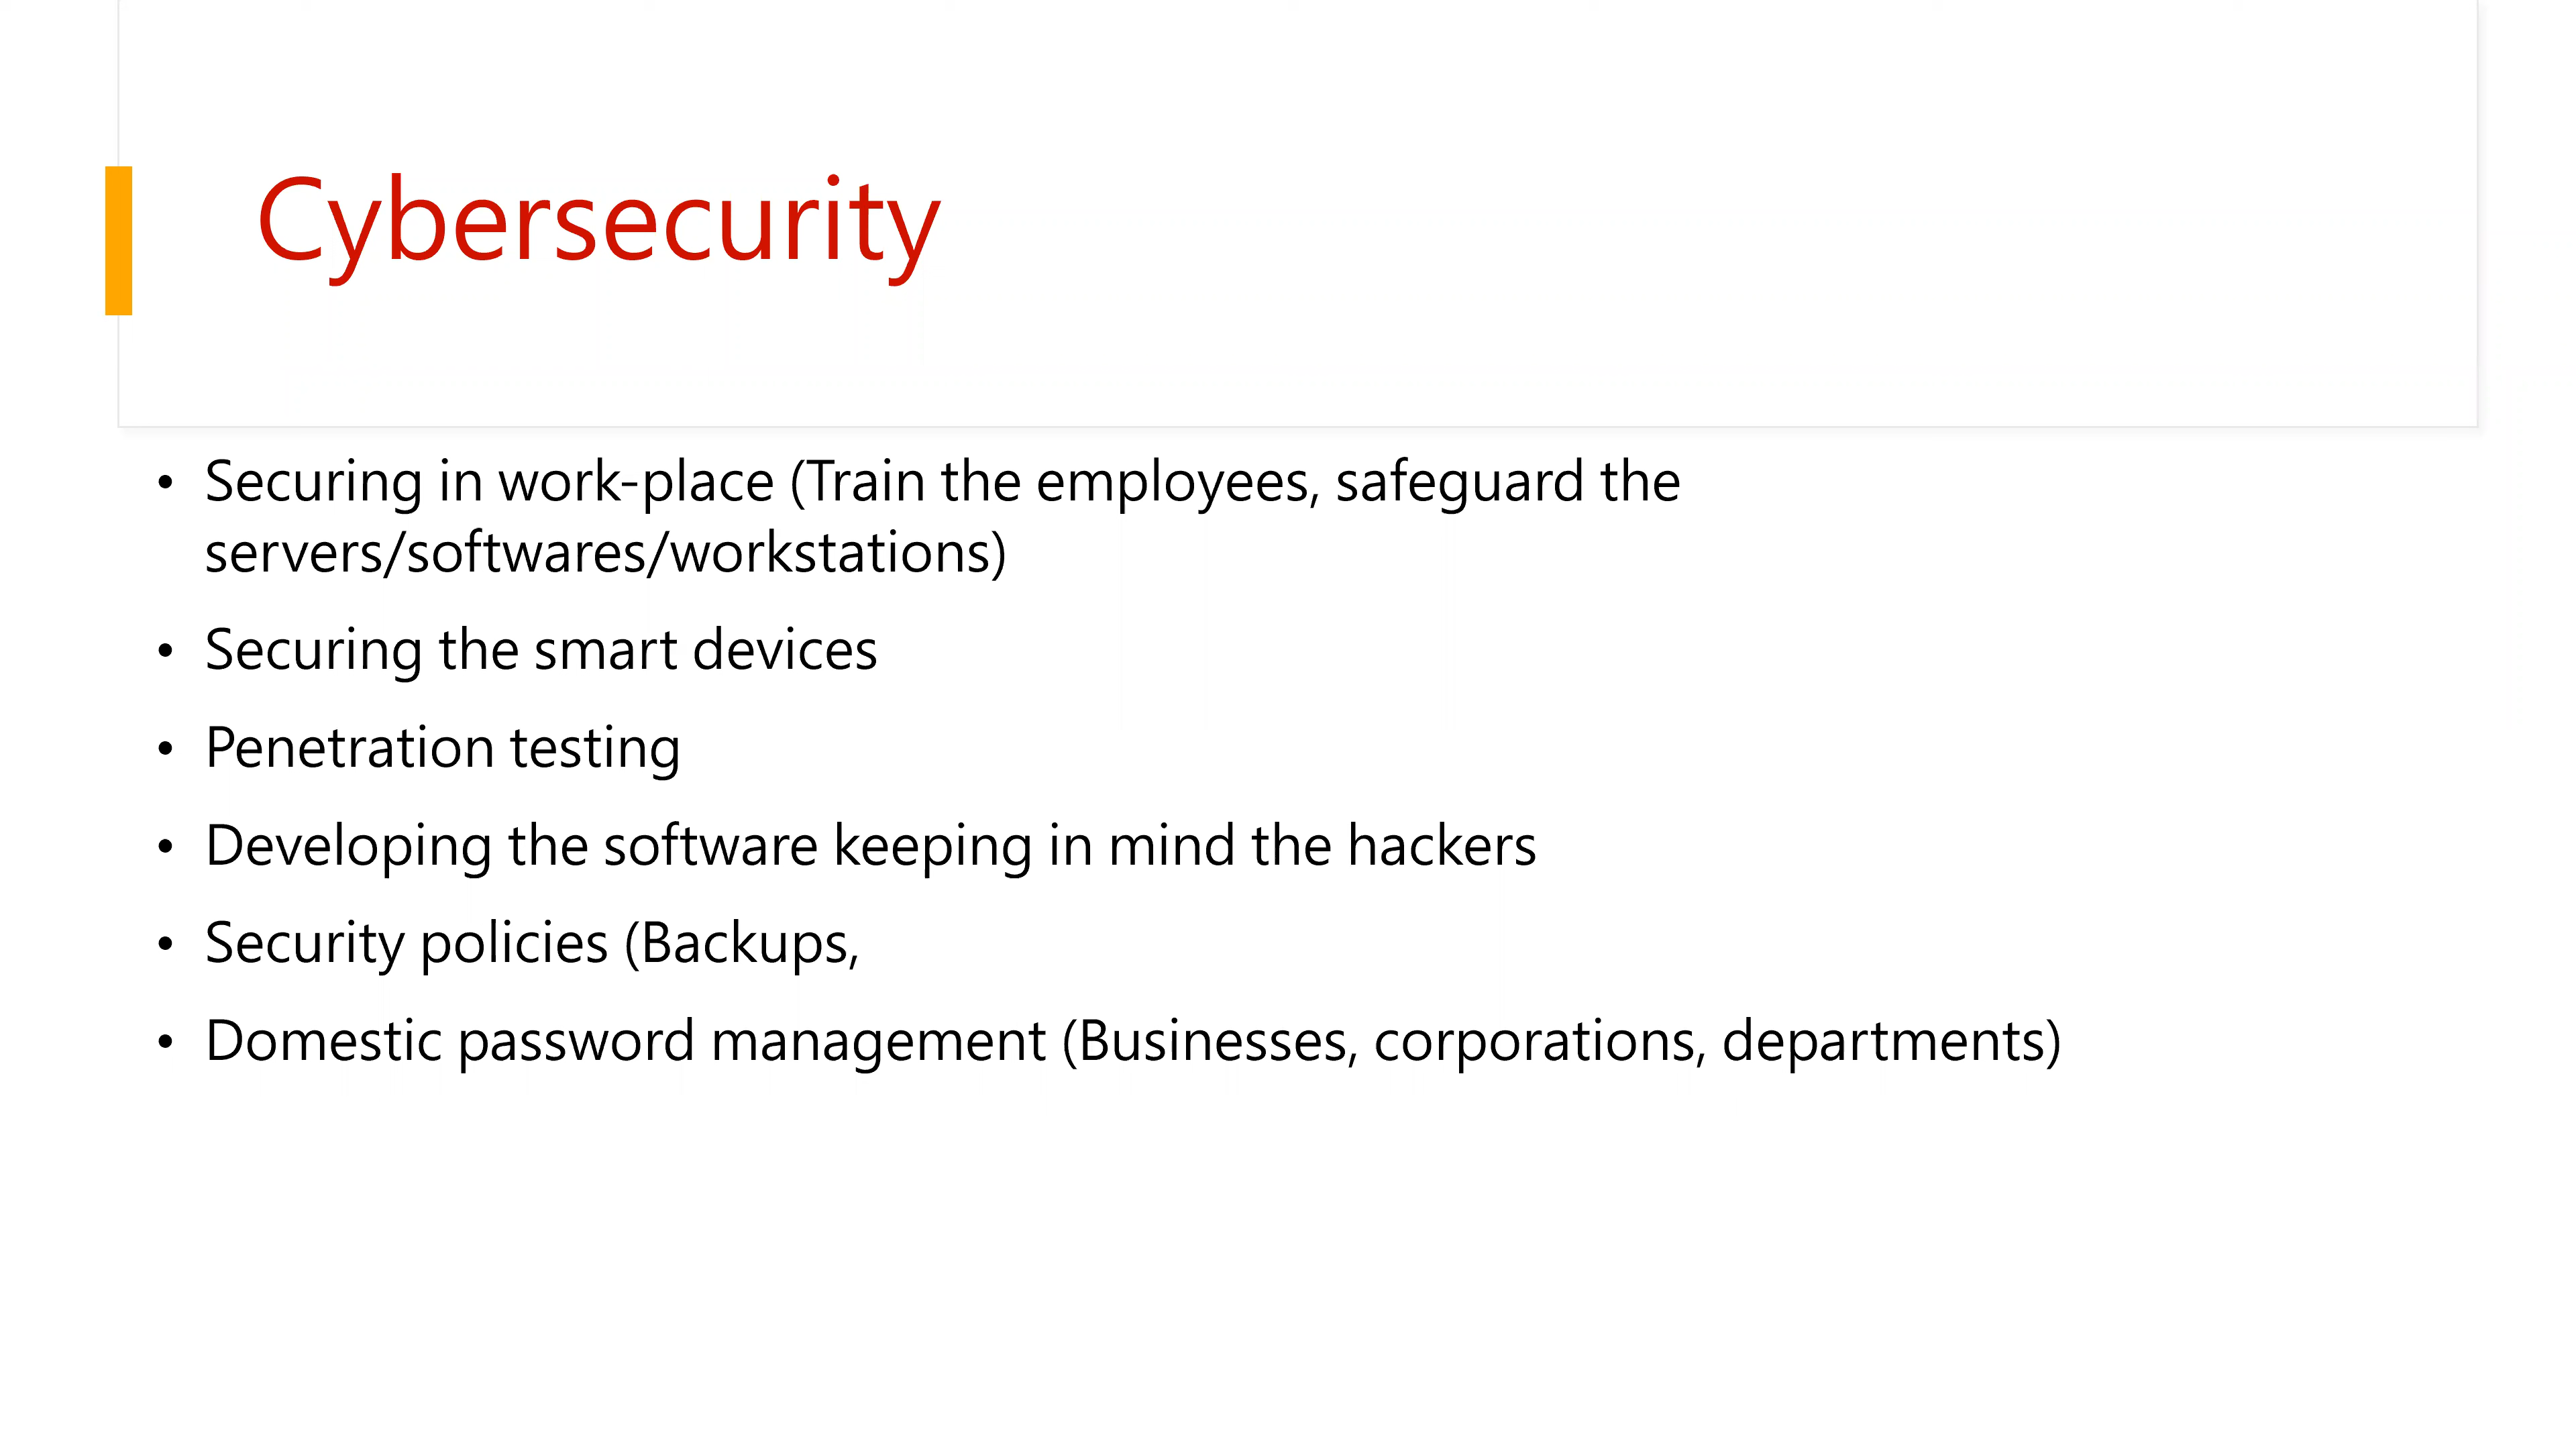 Cybersecurity
• Securing in work-place (Train the employees, safeguard the
servers/softwares/workstations)
• Securing the smart devices
• Penetration testing
• Developing the software keeping in mind the hackers
• Security policies (Backups,
• Domestic password management (Businesses, corporations, departments)